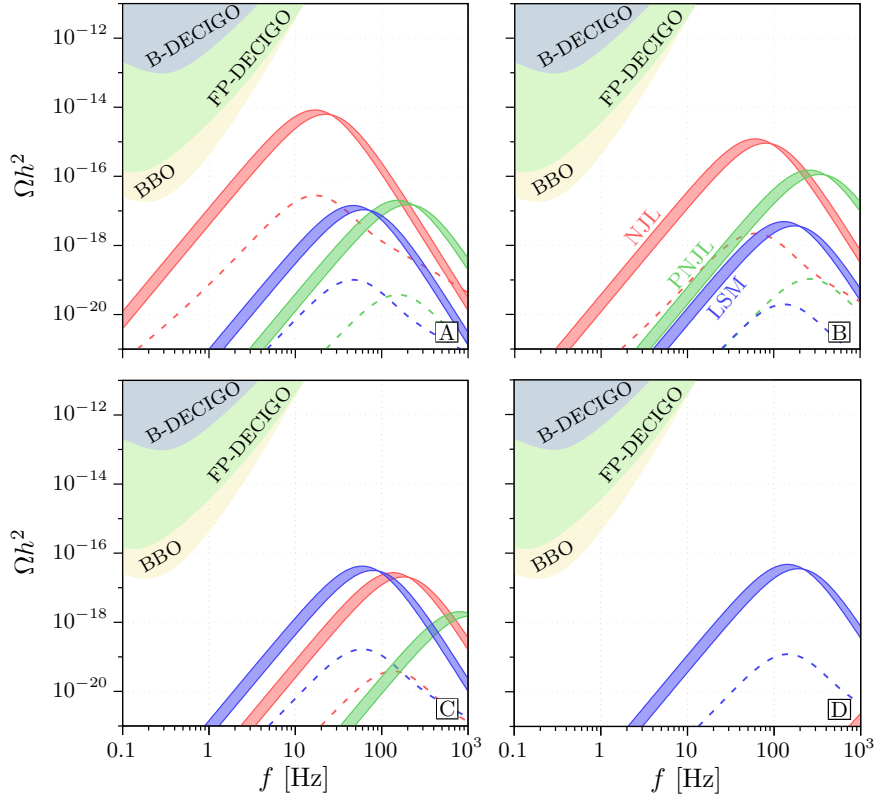 10⁻¹²
10⁻¹⁴
10⁻¹⁶
10⁻¹⁸
10⁻²⁰
Ωh²
B-DECIGO
FP-DECIGO
BBO
A
B-DECIGO
FP-DECIGO
BBO
NJL
PNJL
LSM
B
10⁻¹²
10⁻¹⁴
10⁻¹⁶
10⁻¹⁸
10⁻²⁰
Ωh²
B-DECIGO
FP-DECIGO
BBO
C
0.1 1 10 100 10³
f [Hz]
B-DECIGO
FP-DECIGO
BBO
D
0.1 1 10 100 10³
f [Hz]